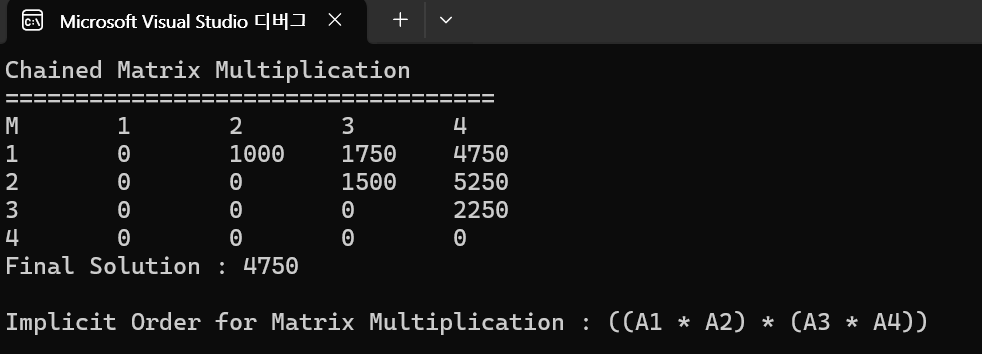 Microsoft Visual Studio 디버그
Chained Matrix Multiplication
===================================
M 1 2 3 4
1 0 1000 1750 4750
2 0 0 1500 5250
3 0 0 0 2250
4 0 0 0 0
Final Solution : 4750
Implicit Order for Matrix Multiplication : ((A1 * A2) * (A3 * A4))